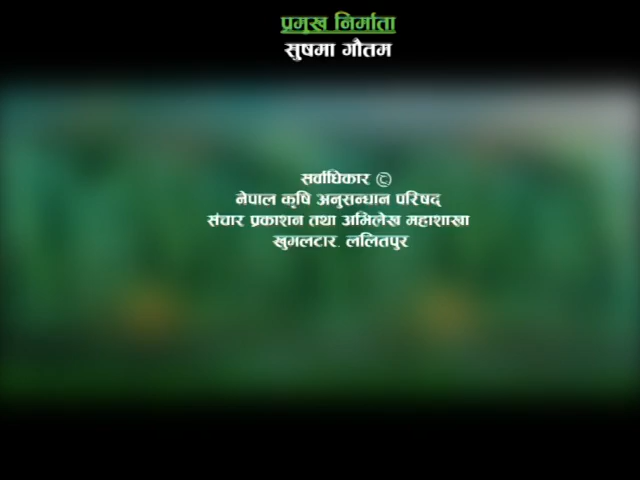 प्रमुख निर्माता
सुषमा गौतम
सर्वाधिकार ©
नेपाल कृषि अनुसन्धान परिषद्
संचार प्रकाशन तथा अभिलेख महाशाखा
खुमलटार, ललितपुर